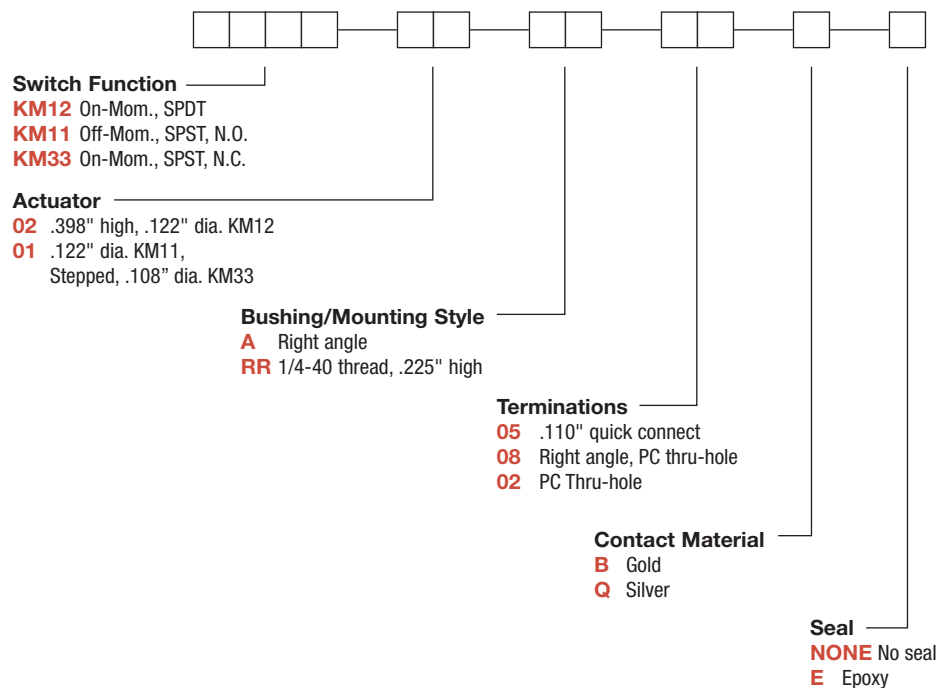 Switch Function
KM12 On-Mom., SPDT
KM11 Off-Mom., SPST, N.O.
KM33 On-Mom., SPST, N.C.
Actuator
02 .398" high, .122" dia. KM12
01 .122" dia. KM11,
Stepped, .108” dia. KM33
Bushing/Mounting Style
A Right angle
RR 1/4-40 thread, .225" high
Terminations
05 .110" quick connect
08 Right angle, PC thru-hole
02 PC Thru-hole
Contact Material
B Gold
Q Silver
Seal
NONE No seal
E Epoxy